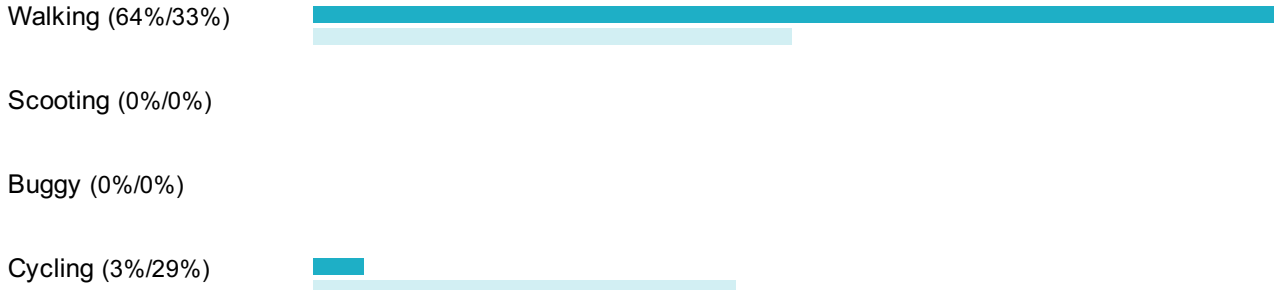 Walking (64%/33%)
Scooting (0%/0%)
Buggy (0%/0%)
Cycling (3%/29%)